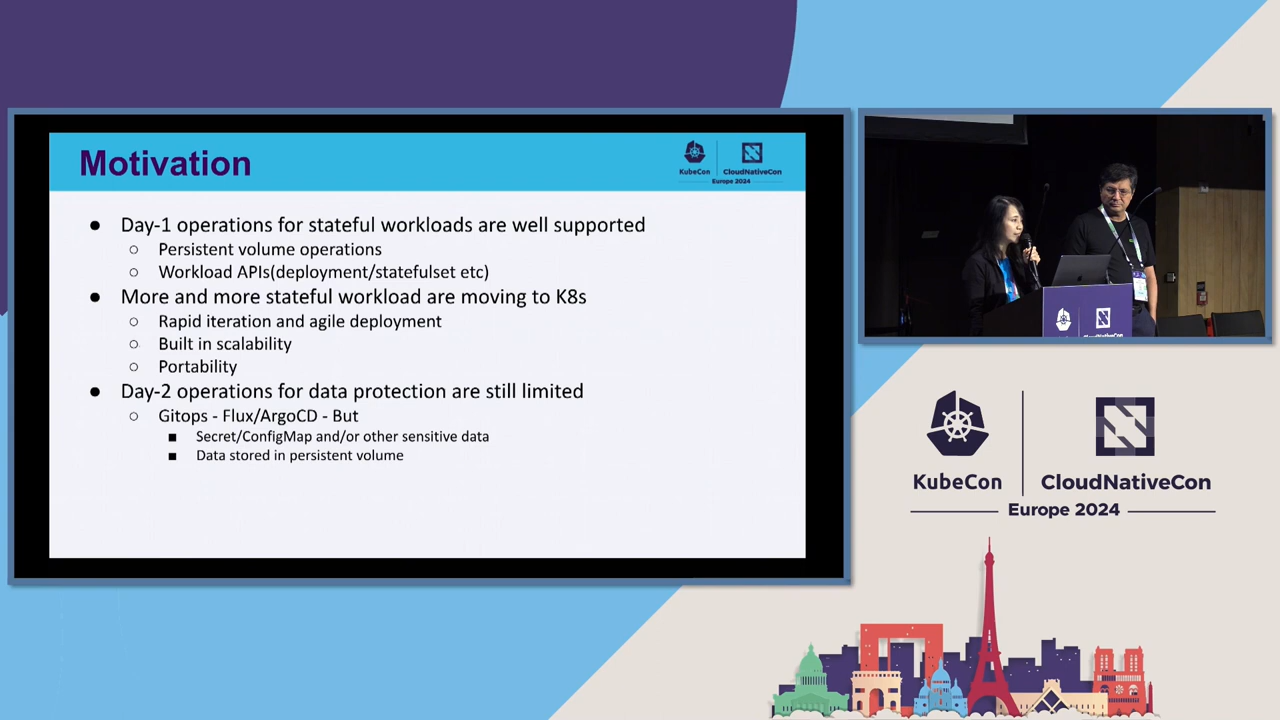 Motivation
KubeCon
CloudNativeCon
Europe 2024
● Day-1 operations for stateful workloads are well supported
○ Persistent volume operations
○ Workload APIs(deployment/statefulset etc)
● More and more stateful workload are moving to K8s
○ Rapid iteration and agile deployment
○ Built in scalability
○ Portability
● Day-2 operations for data protection are still limited
○ Gitops - Flux/ArgoCD - But
■ Secret/ConfigMap and/or other sensitive data
■ Data stored in persistent volume
KubeCon
CloudNativeCon
Europe 2024